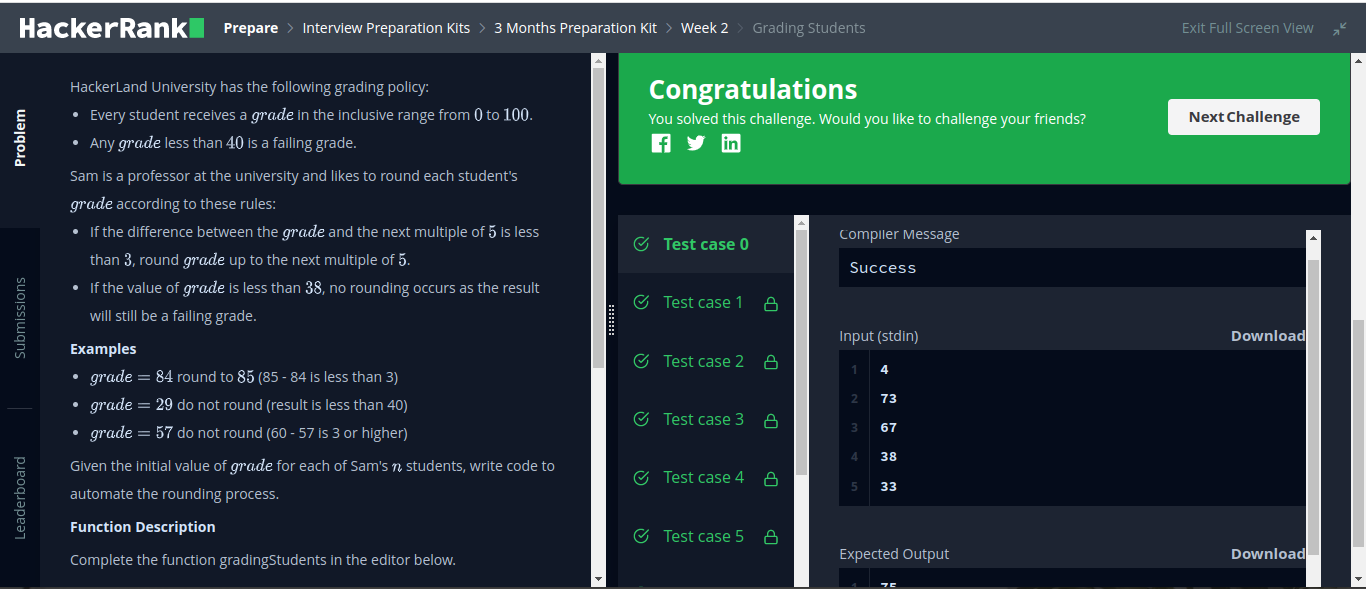 HackerRank Prepare > Interview Preparation Kits > 3 Months Preparation Kit > Week 2 > Grading Students Exit Full Screen View
Problem
Submissions
Leaderboard
HackerLand University has the following grading policy:
• Every student receives a grade in the inclusive range from 0 to 100.
• Any grade less than 40 is a failing grade.
Sam is a professor at the university and likes to round each student's
grade according to these rules:
• If the difference between the grade and the next multiple of 5 is less
than 3, round grade up to the next multiple of 5.
• If the value of grade is less than 38, no rounding occurs as the result
will still be a failing grade.
Examples
• grade = 84 round to 85 (85 - 84 is less than 3)
• grade = 29 do not round (result is less than 40)
• grade = 57 do not round (60 - 57 is 3 or higher)
Given the initial value of grade for each of Sam's n students, write code to
automate the rounding process.
Function Description
Complete the function gradingStudents in the editor below.
Congratulations
You solved this challenge. Would you like to challenge your friends?
Next Challenge
Test case 0
Test case 1
Test case 2
Test case 3
Test case 4
Test case 5
Compiler Message
Success
Input (stdin) Download
1 4
2 73
3 67
4 38
5 33
Expected Output Download
1 75